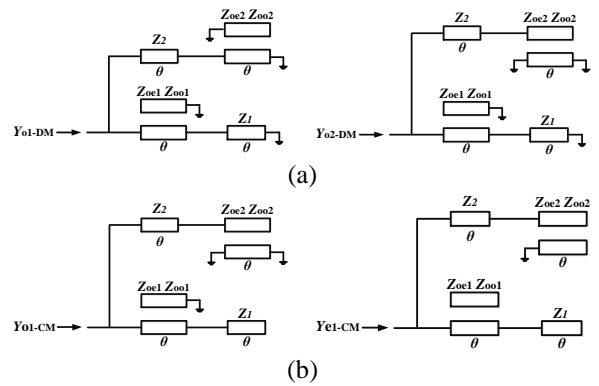 Zoe2 Zoo2
Z2
θ
θ
Zoe1 Zoo1
Z1
Yo1-DM
θ
θ
Zoe2 Zoo2
Z2
θ
θ
Zoe1 Zoo1
Z1
Yo2-DM
θ
θ
(a)
Z2
Zoe2 Zoo2
θ
θ
Zoe1 Zoo1
Z1
YO1-CM
θ
θ
Z2
Zoe2 Zoo2
θ
θ
Zoe1 Zoo1
Z1
Ye1-CM
θ
θ
(b)